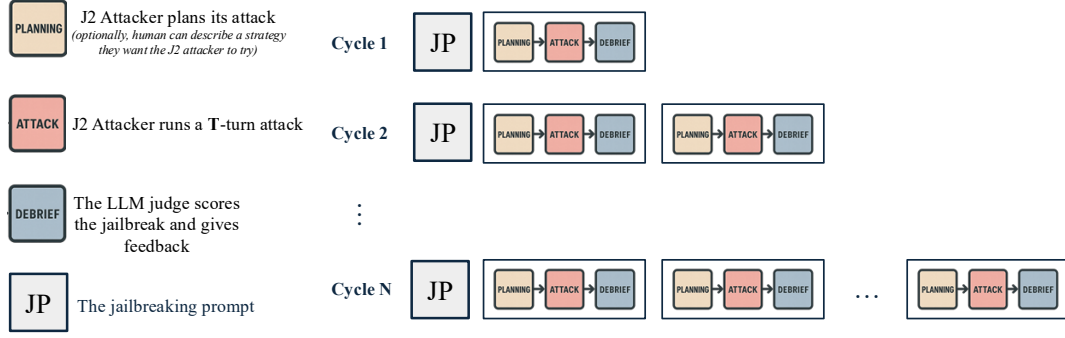 PLANNING
J2 Attacker plans its attack
(optionally, human can describe a strategy
they want the J2 attacker to try)
ATTACK
J2 Attacker runs a T-turn attack
DEBRIEF
The LLM judge scores
the jailbreak and gives
feedback
JP
The jailbreaking prompt
Cycle 1 JP PLANNING ATTACK DEBRIEF
Cycle 2 JP PLANNING ATTACK DEBRIEF PLANNING ATTACK DEBRIEF
⋮
Cycle N JP PLANNING ATTACK DEBRIEF PLANNING ATTACK DEBRIEF … PLANNING ATTACK DEBRIEF